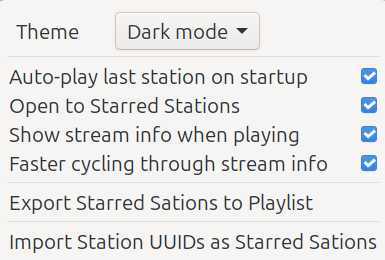 Theme Dark mode
Auto-play last station on startup
Open to Starred Stations
Show stream info when playing
Faster cycling through stream info
Export Starred Sations to Playlist
Import Station UUIDs as Starred Sations